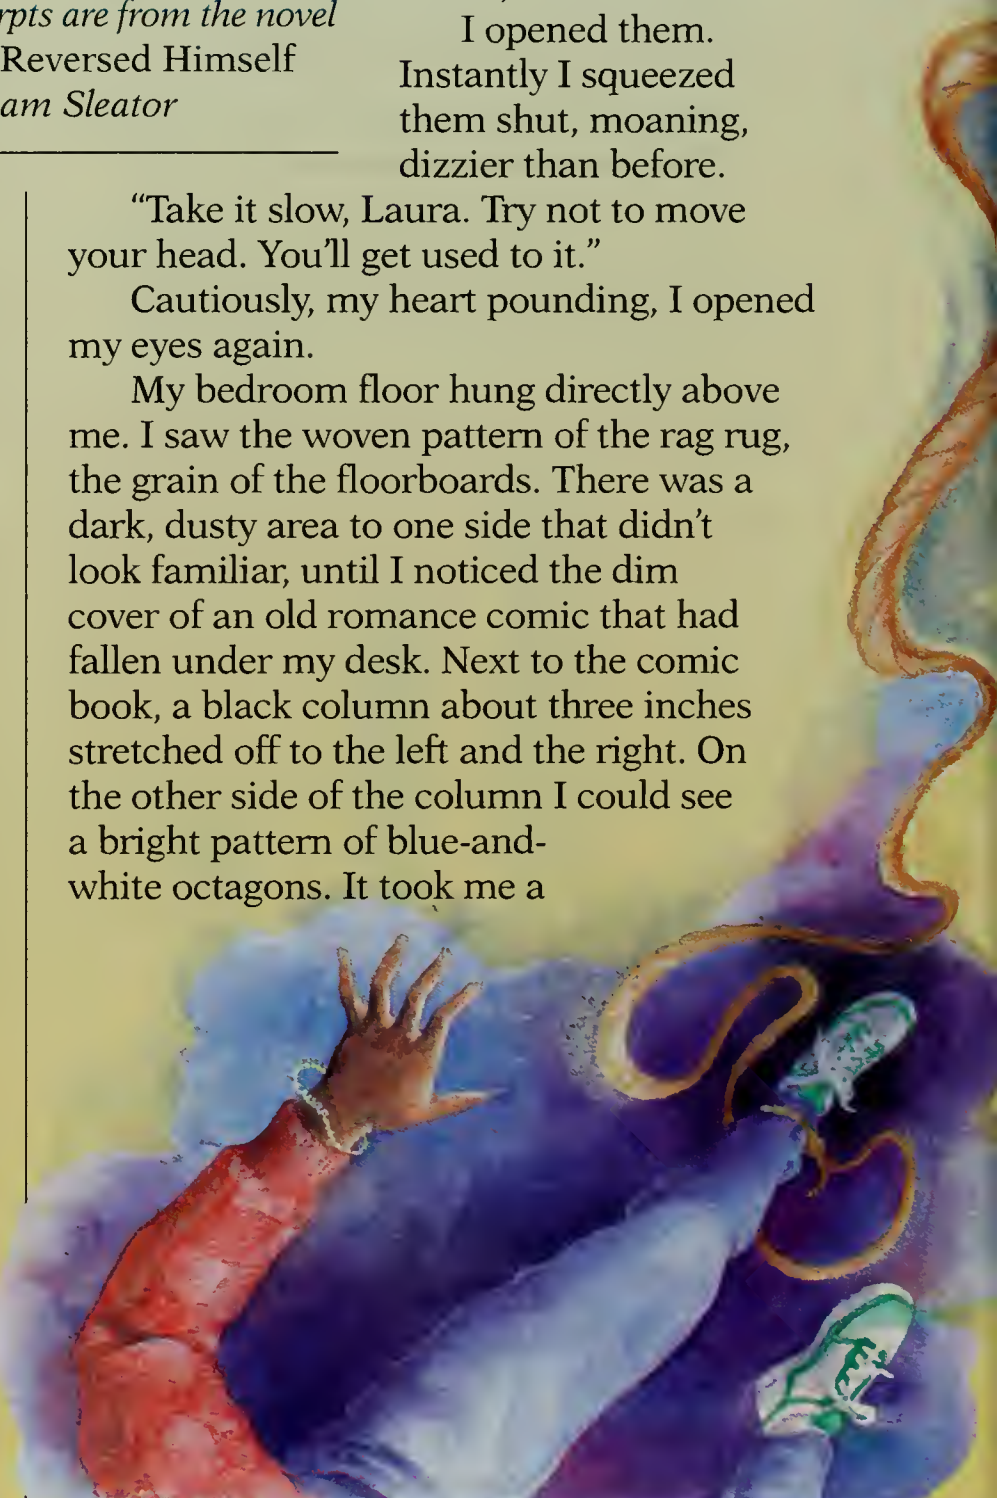 are from the novel
Reversed Himself
Sleator
I opened them.
Instantly I squeezed
them shut, moaning,
dizzier than before.
“Take it slow, Laura. Try not to move
your head. You’ll get used to it.”
Cautiously, my heart pounding, I opened
my eyes again.
My bedroom floor hung directly above
me. I saw the woven pattern of the rag rug,
the grain of the floorboards. There was a
dark, dusty area to one side that didn’t
look familiar, until I noticed the dim
cover of an old romance comic that had
fallen under my desk. Next to the comic
book, a black column about three inches
stretched off to the left and the right. On
the other side of the column I could see
a bright pattern of blue-and-
white octagons. It took me a